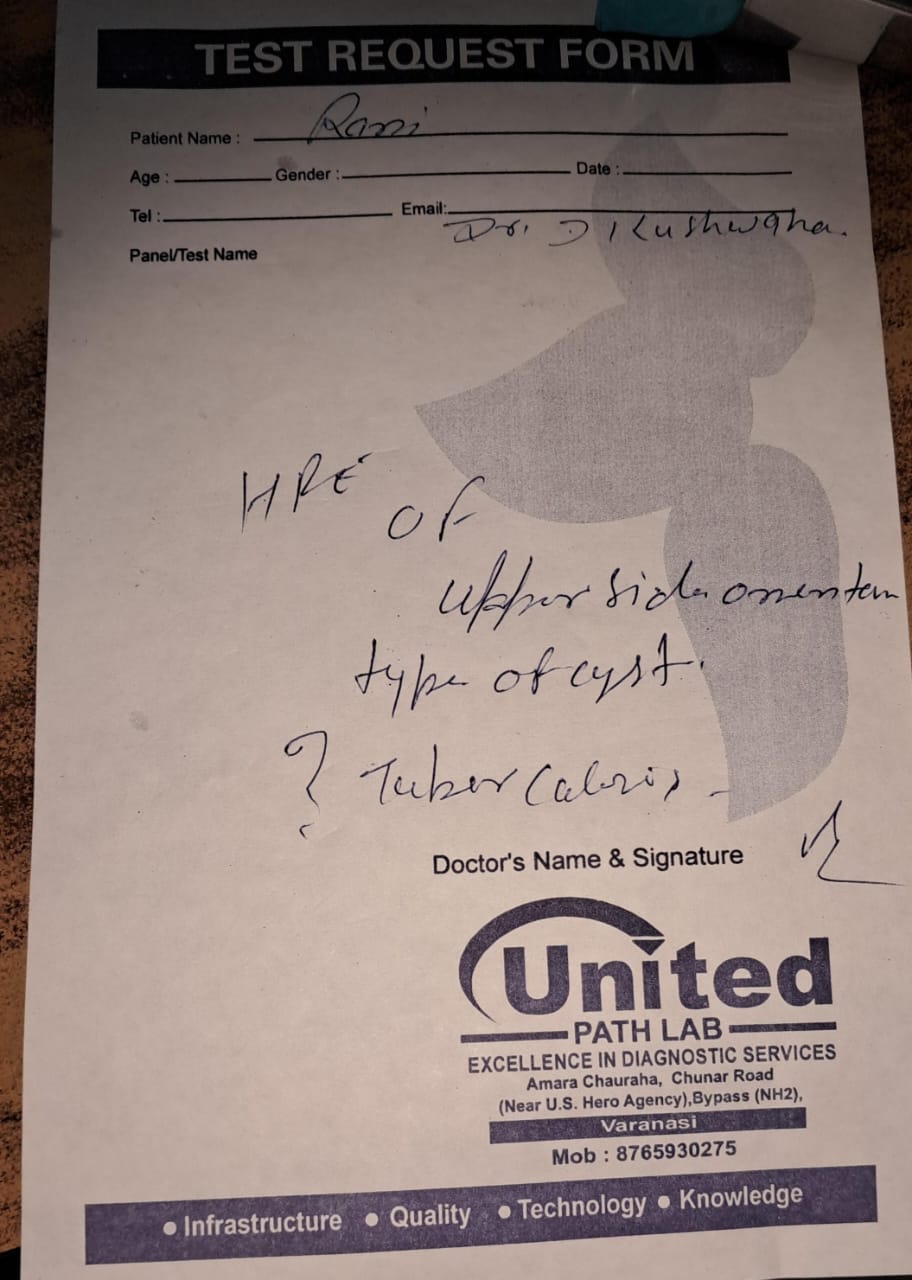 TEST REQUEST FORM
Patient Name : Rani
Age : Gender : Date :
Tel : Email:
Dr. D Kushwaha.
Panel/Test Name
HPE
of
upper side omentam
type of cyst.
? Tubercalosis
Doctor's Name & Signature
United
PATH LAB
EXCELLENCE IN DIAGNOSTIC SERVICES
Amara Chauraha, Chunar Road
(Near U.S. Hero Agency),Bypass (NH2),
Varanasi
Mob : 8765930275
• Infrastructure • Quality • Technology • Knowledge